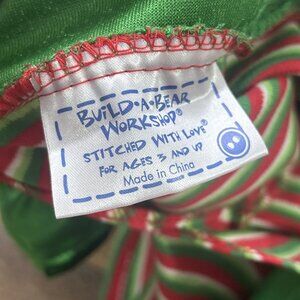 BUILD·A·BEAR
WORKSHOP®
STITCHED WITH LOVE®
FOR AGES 3 AND UP
Made in China